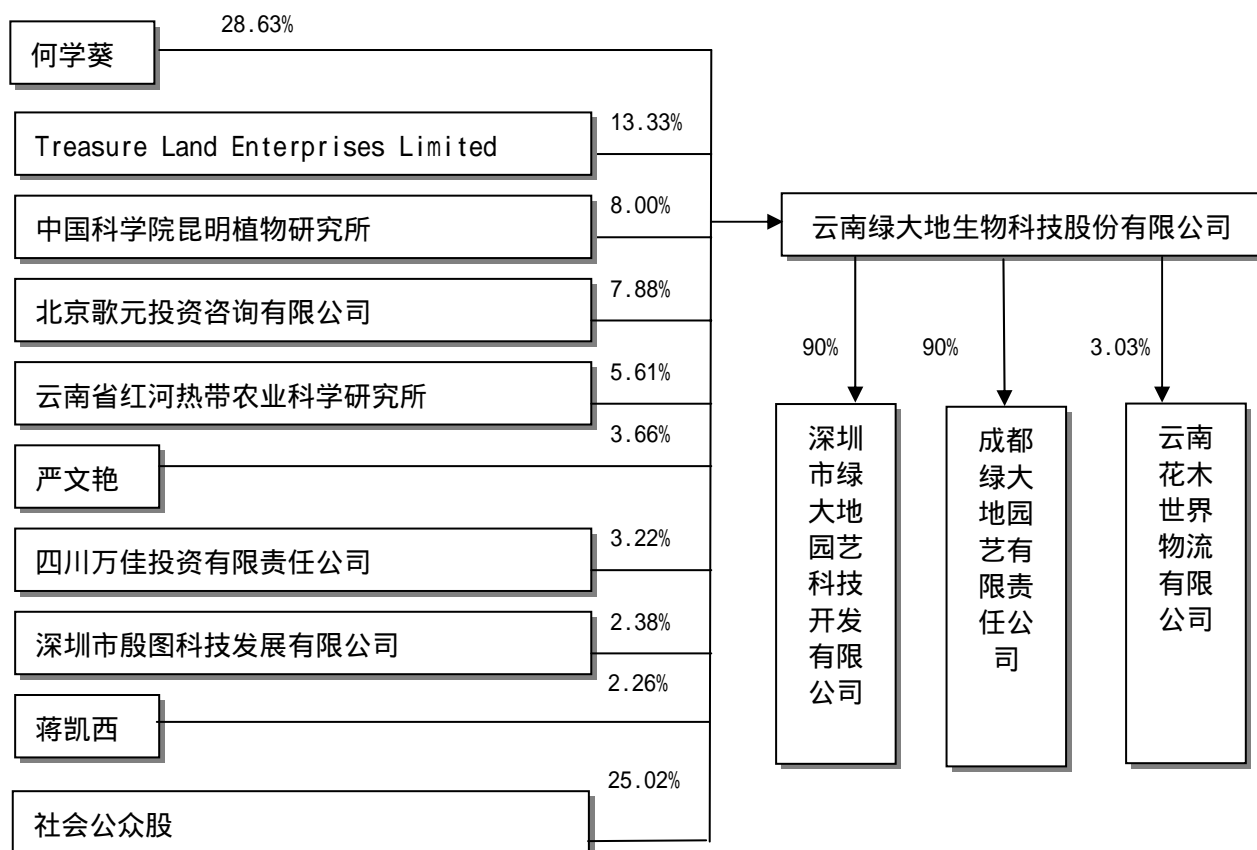 28.63%
何学葵
13.33%
Treasure Land Enterprises Limited
8.00%
中国科学院昆明植物研究所
云南绿大地生物科技股份有限公司
7.88%
北京歌元投资咨询有限公司
90%
90%
3.03%
5.61%
云南省红河热带农业科学研究所
3.66%
严文艳
3.22%
四川万佳投资有限责任公司
2.38%
深圳市殷图科技发展有限公司
2.26%
蒋凯西
25.02%
社会公众股
深圳
市绿
大地
园艺
科技
开发
有限
公司
成都
绿大
地园
艺有
限责
任公
司
云南
花木
世界
物流
有限
公司